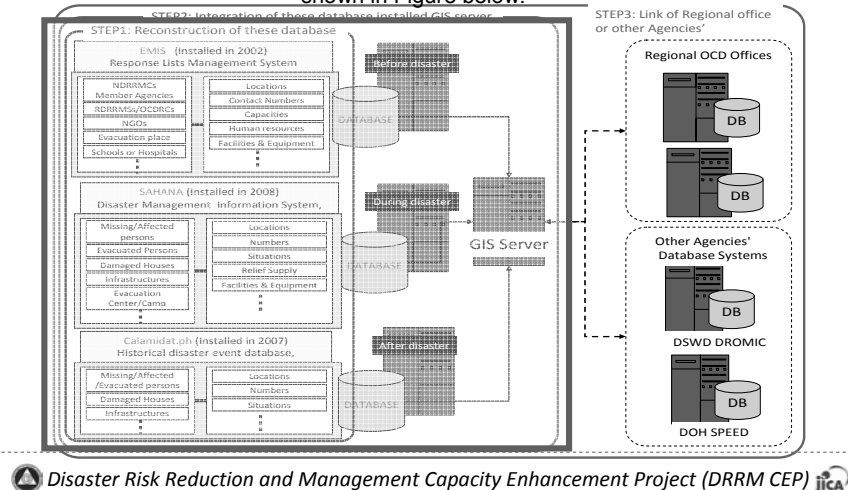 shown in Figure below.
STEP2: Integration of these database installed GIS server
STEP3: Link of Regional office
or other Agencies'
STEP1: Reconstruction of these database
EMIS (Installed in 2002)
Response Lists Management System
NDRRMCs
Member Agencies
RDRRMSs/OCDRCs
NGOs
Evacuation place
Schools or Hospitals
Locations
Contact Numbers
Capacities
Human resources
Facilities & Equipment
DATABASE
Before disaster
SAHANA (Installed in 2008)
Disaster Management Information System,
Missing/Affected
persons
Evacuated Persons
Damaged Houses
Infrastructures
Evacuation
Center/Camp
Locations
Numbers
Situations
Relief Supply
Facilities & Equipment
DATABASE
During disaster
Calamidat.ph (Installed in 2007)
Historical disaster event database,
Missing/Affected
/Evacuated persons
Damaged Houses
Infrastructures
Locations
Numbers
Situations
DATABASE
After disaster
GIS Server
Regional OCD Offices
DB
DB
Other Agencies'
Database Systems
DB
DSWD DROMIC
DB
DOH SPEED
Disaster Risk Reduction and Management Capacity Enhancement Project (DRRM CEP)
jICA